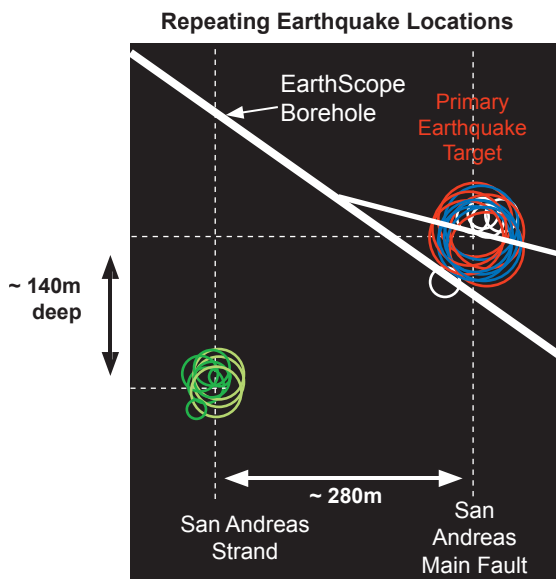 Repeating Earthquake Locations
EarthScope
Borehole
Primary
Earthquake
Target
~ 140m
deep
~ 280m
San Andreas
Strand
San
Andreas
Main Fault